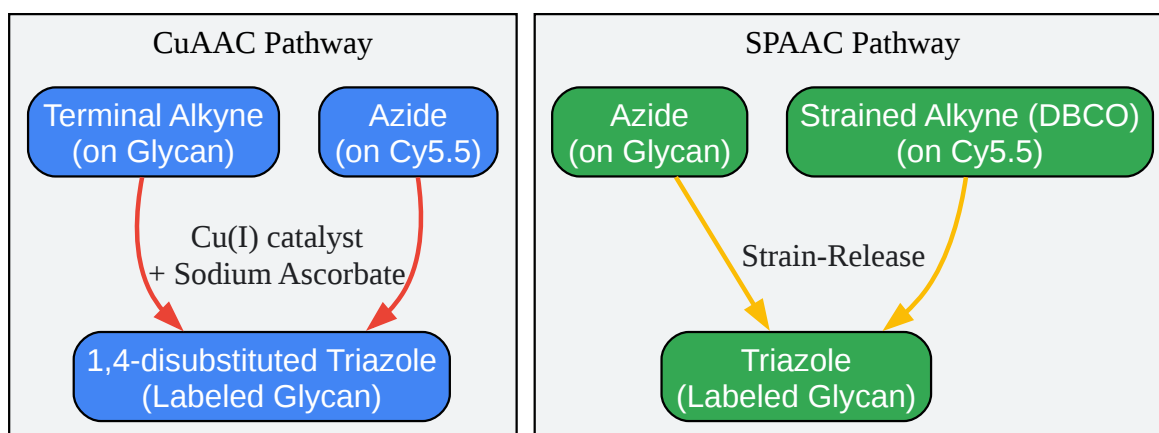 CuAAC Pathway
Terminal Alkyne
(on Glycan)
Azide
(on Cy5.5)
Cu(I) catalyst
+ Sodium Ascorbate
1,4-disubstituted Triazole
(Labeled Glycan)
SPAAC Pathway
Azide
(on Glycan)
Strained Alkyne (DBCO)
(on Cy5.5)
Strain-Release
Triazole
(Labeled Glycan)